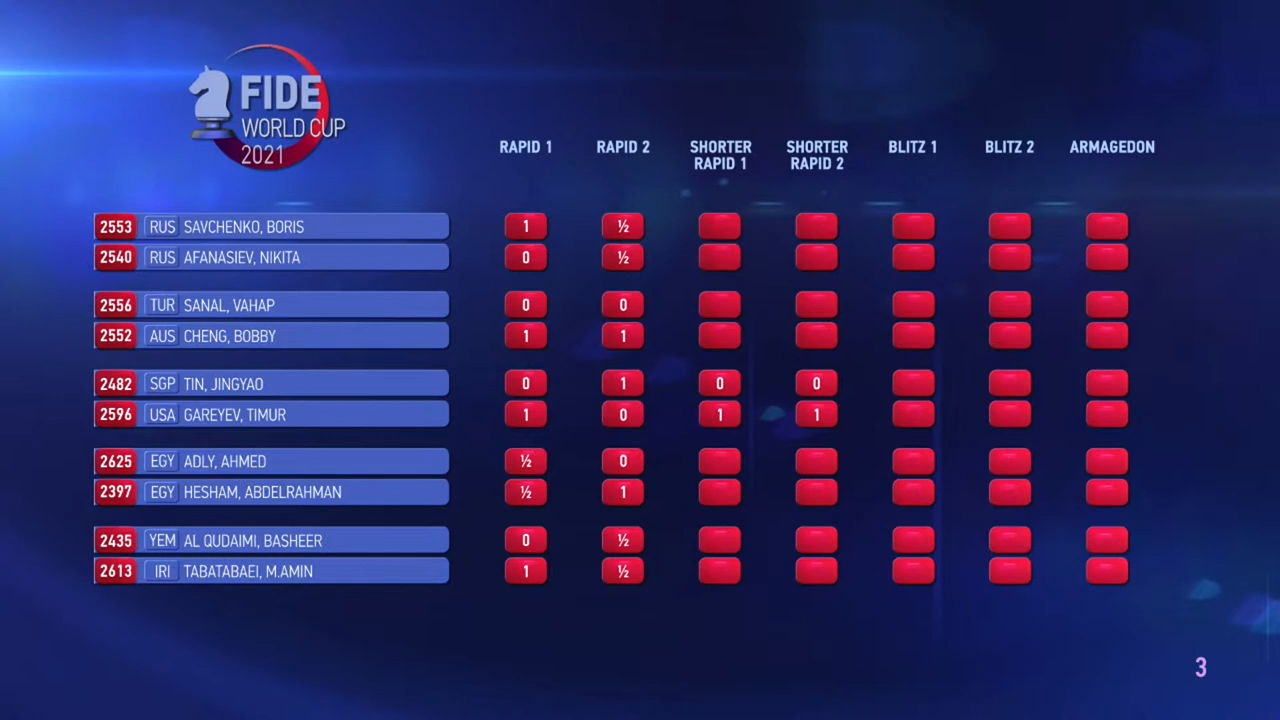 FIDE
WORLD CUP
2021
RAPID 1 RAPID 2 SHORTER RAPID 1 SHORTER RAPID 2 BLITZ 1 BLITZ 2 ARMAGEDON
2553 RUS SAVCHENKO, BORIS 1 ½
2540 RUS AFANASIEV, NIKITA 0 ½
2556 TUR SANAL, VAHAP 0 0
2552 AUS CHENG, BOBBY 1 1
2482 SGP TIN, JINGYAO 0 1 0 0
2596 USA GAREYEV, TIMUR 1 0 1 1
2625 EGY ADLY, AHMED ½ 0
2397 EGY HESHAM, ABDELRAHMAN ½ 1
2435 YEM AL QUDAIMI, BASHEER 0 ½
2613 IRI TABATABAEI, M.AMIN 1 ½
3